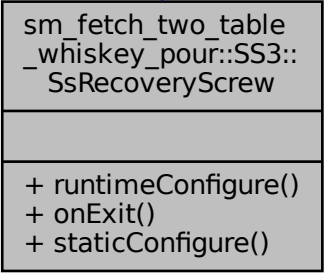 sm_fetch_two_table
_whiskey_pour::SS3::
SsRecoveryScrew
+ runtimeConfigure()
+ onExit()
+ staticConfigure()